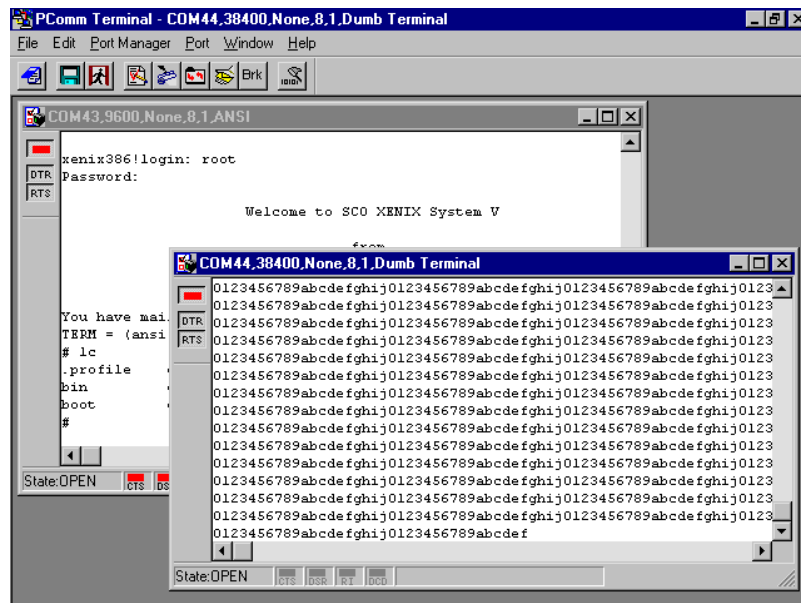 PComm Terminal - COM44,38400,None,8,1,Dumb Terminal
File Edit Port Manager Port Window Help
Brk
COM43,9600,None,8,1,ANSI
DTR
RTS
xenix386!login: root
Password:
Welcome to SCO XENIX System V
from
You have mail
TERM = (ansi
# lc
.profile
bin
boot
#
State:OPEN CTS
COM44,38400,None,8,1,Dumb Terminal
DTR
RTS
0123456789abcdefghij0123456789abcdefghij0123456789abcdefghij0123
0123456789abcdefghij0123456789abcdefghij0123456789abcdefghij0123
0123456789abcdefghij0123456789abcdefghij0123456789abcdefghij0123
0123456789abcdefghij0123456789abcdefghij0123456789abcdefghij0123
0123456789abcdefghij0123456789abcdefghij0123456789abcdefghij0123
0123456789abcdefghij0123456789abcdefghij0123456789abcdefghij0123
0123456789abcdefghij0123456789abcdefghij0123456789abcdefghij0123
0123456789abcdefghij0123456789abcdefghij0123456789abcdefghij0123
0123456789abcdefghij0123456789abcdefghij0123456789abcdefghij0123
0123456789abcdefghij0123456789abcdefghij0123456789abcdefghij0123
0123456789abcdefghij0123456789abcdefghij0123456789abcdefghij0123
0123456789abcdefghij0123456789abcdefghij0123456789abcdefghij0123
0123456789abcdefghij0123456789abcdefghij0123456789abcdefghij0123
0123456789abcdefghij0123456789abcdethghij0123456789abcdefghij0123
0123456789abcdefghij0123456789abcdef
State:OPEN CTS DSR RI DCD